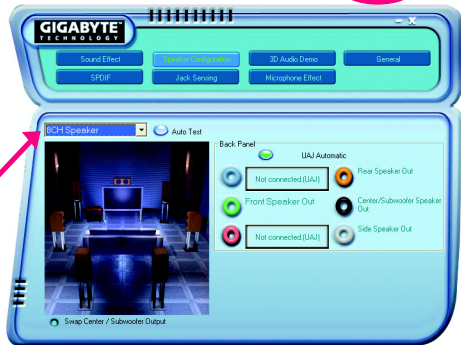 GIGABYTE™
TECHNOLOGY
Sound Effect
Speaker Configuration
3D Audio Demo
General
SPDIF
Jack Sensing
Microphone Effect
8CH Speaker
Auto Test
Back Panel
UAJ Automatic
Not connected.(UAJ)
Rear Speaker Out
Front Speaker Out
Center/Subwoofer Speaker
Out
Not connected.(UAJ)
Side Speaker Out
Swap Center / Subwoofer Output